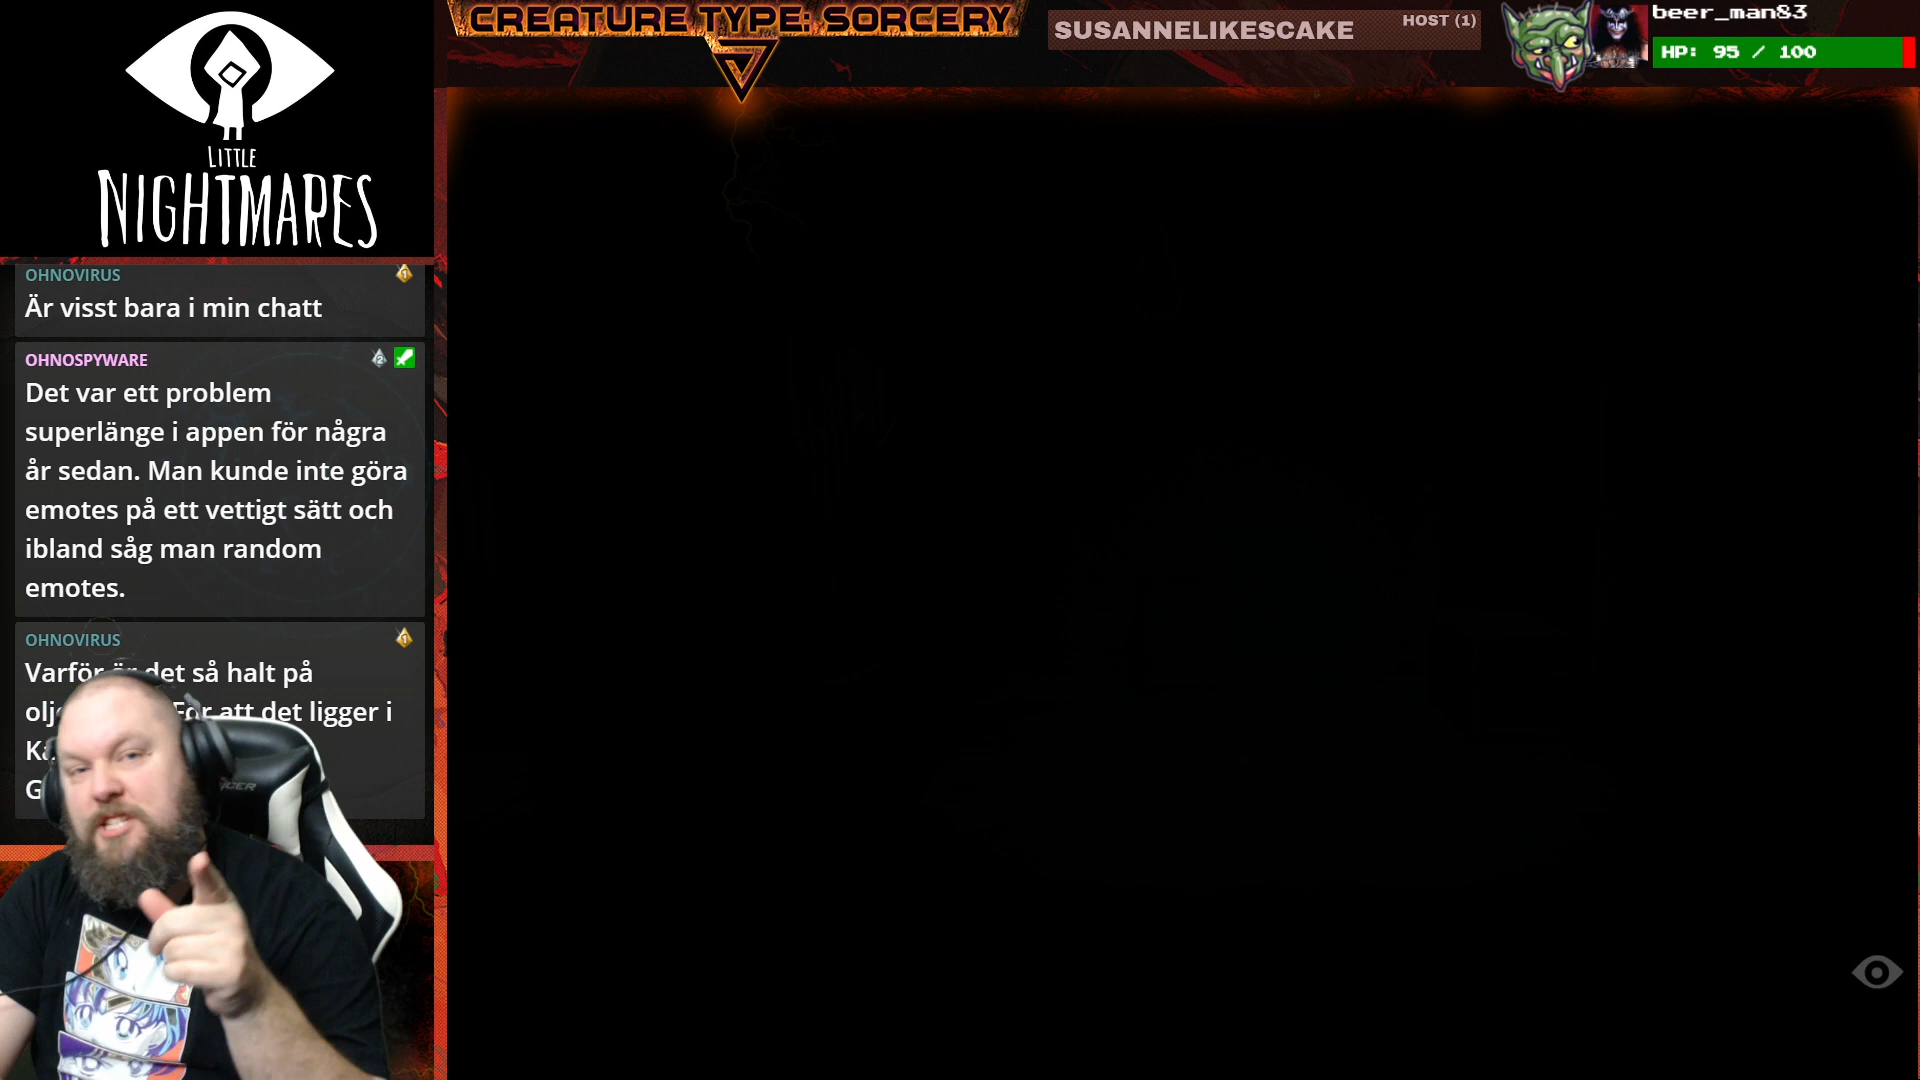 CREATURE TYPE: SORCERY
SUSANNELIKESCAKE
HOST (1)
beer_man83
HP: 95 / 100
LITTLE
NIGHTMARES
OHNOVIRUS
Är visst bara i min chatt
OHNOSPYWARE
Det var ett problem
superlänge i appen för några
år sedan. Man kunde inte göra
emotes på ett vettigt sätt och
ibland såg man random
emotes.
OHNOVIRUS
Varför är det så halt på
För att det ligger i